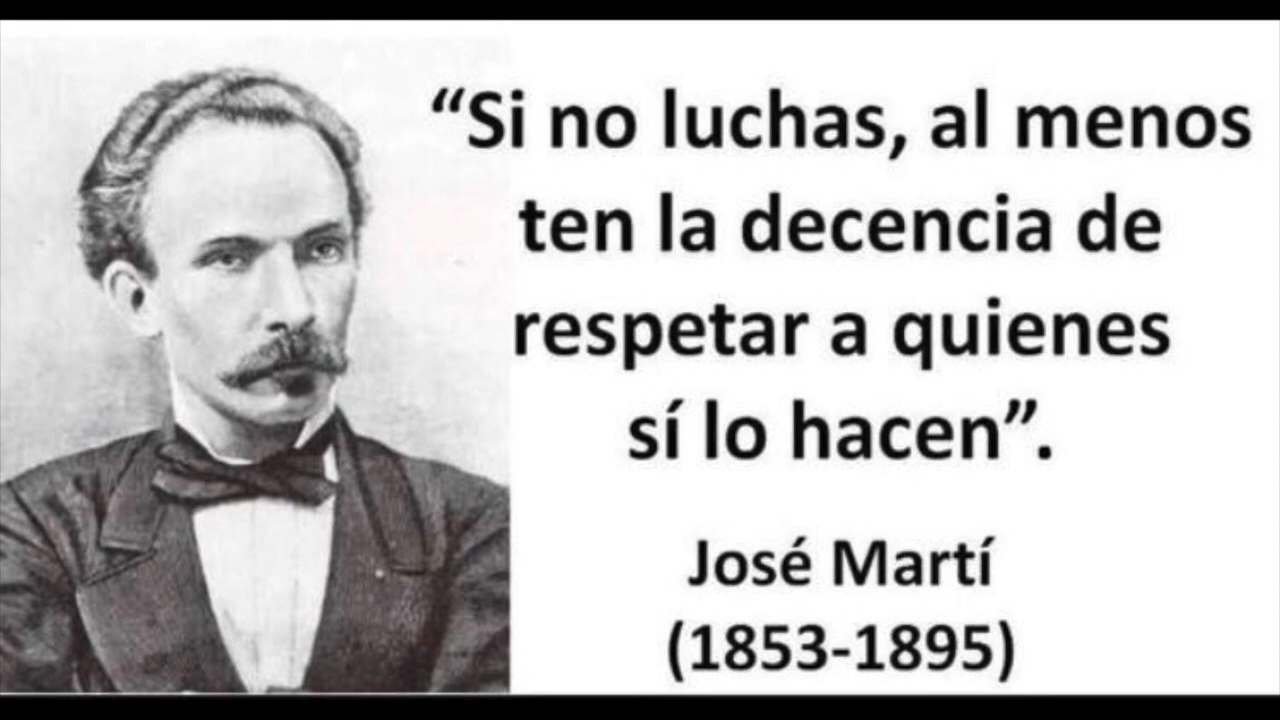 “Si no luchas, al menos
ten la decencia de
respetar a quienes
sí lo hacen”.
José Martí
(1853-1895)